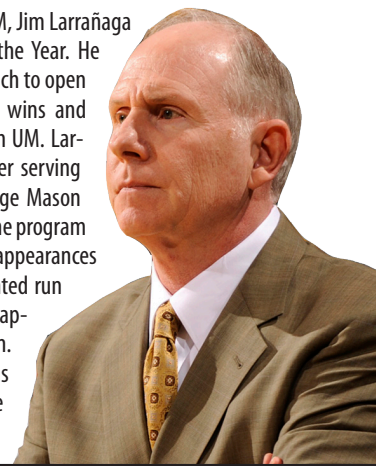 M, Jim Larrañaga
the Year. He
ch to open
wins and
n UM. Lar-
er serving
ge Mason
he program
appearances
ted run
ap-
n.
s
e